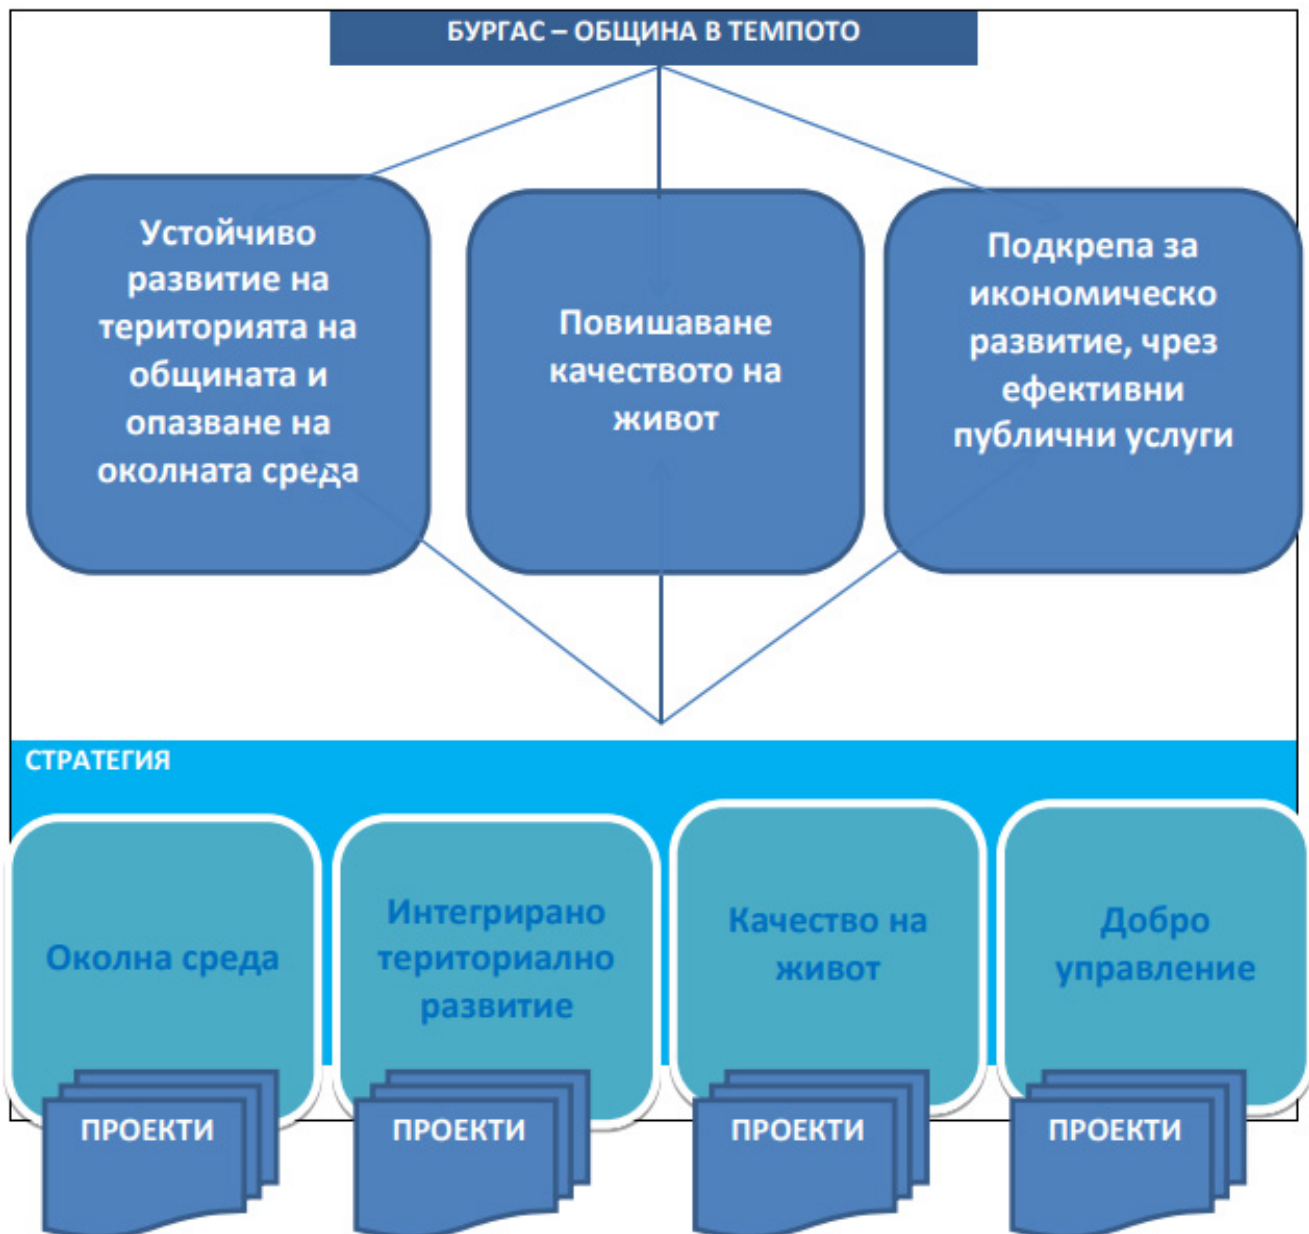 БУРГАС – ОБЩИНА В ТЕМПОТО
Устойчиво
развитие на
територията на
общината и
опазване на
околната среда
Повишаване
качеството на
живот
Подкрепа за
икономическо
развитие, чрез
ефективни
публични услуги
СТРАТЕГИЯ
Околна среда
Интегрирано
териториално
развитие
Качество на
живот
Добро
управление
ПРОЕКТИ
ПРОЕКТИ
ПРОЕКТИ
ПРОЕКТИ